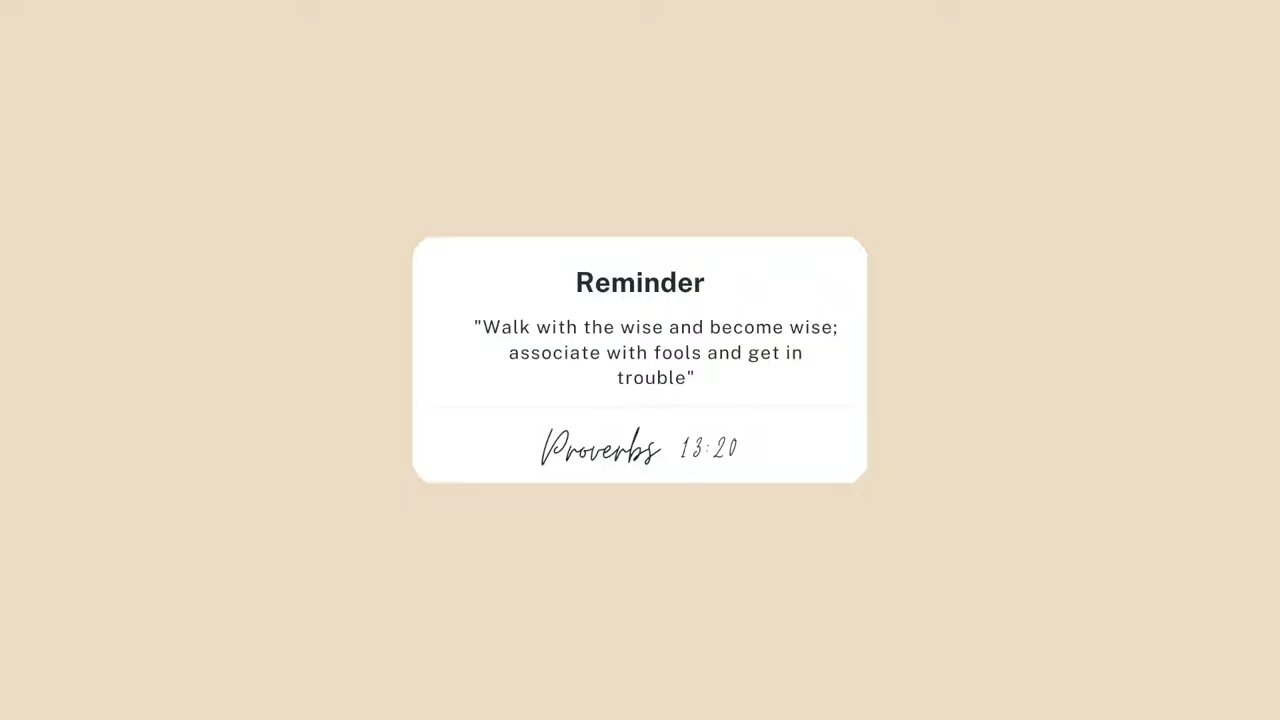 Reminder
"Walk with the wise and become wise;
associate with fools and get in
trouble"
Proverbs 13:20